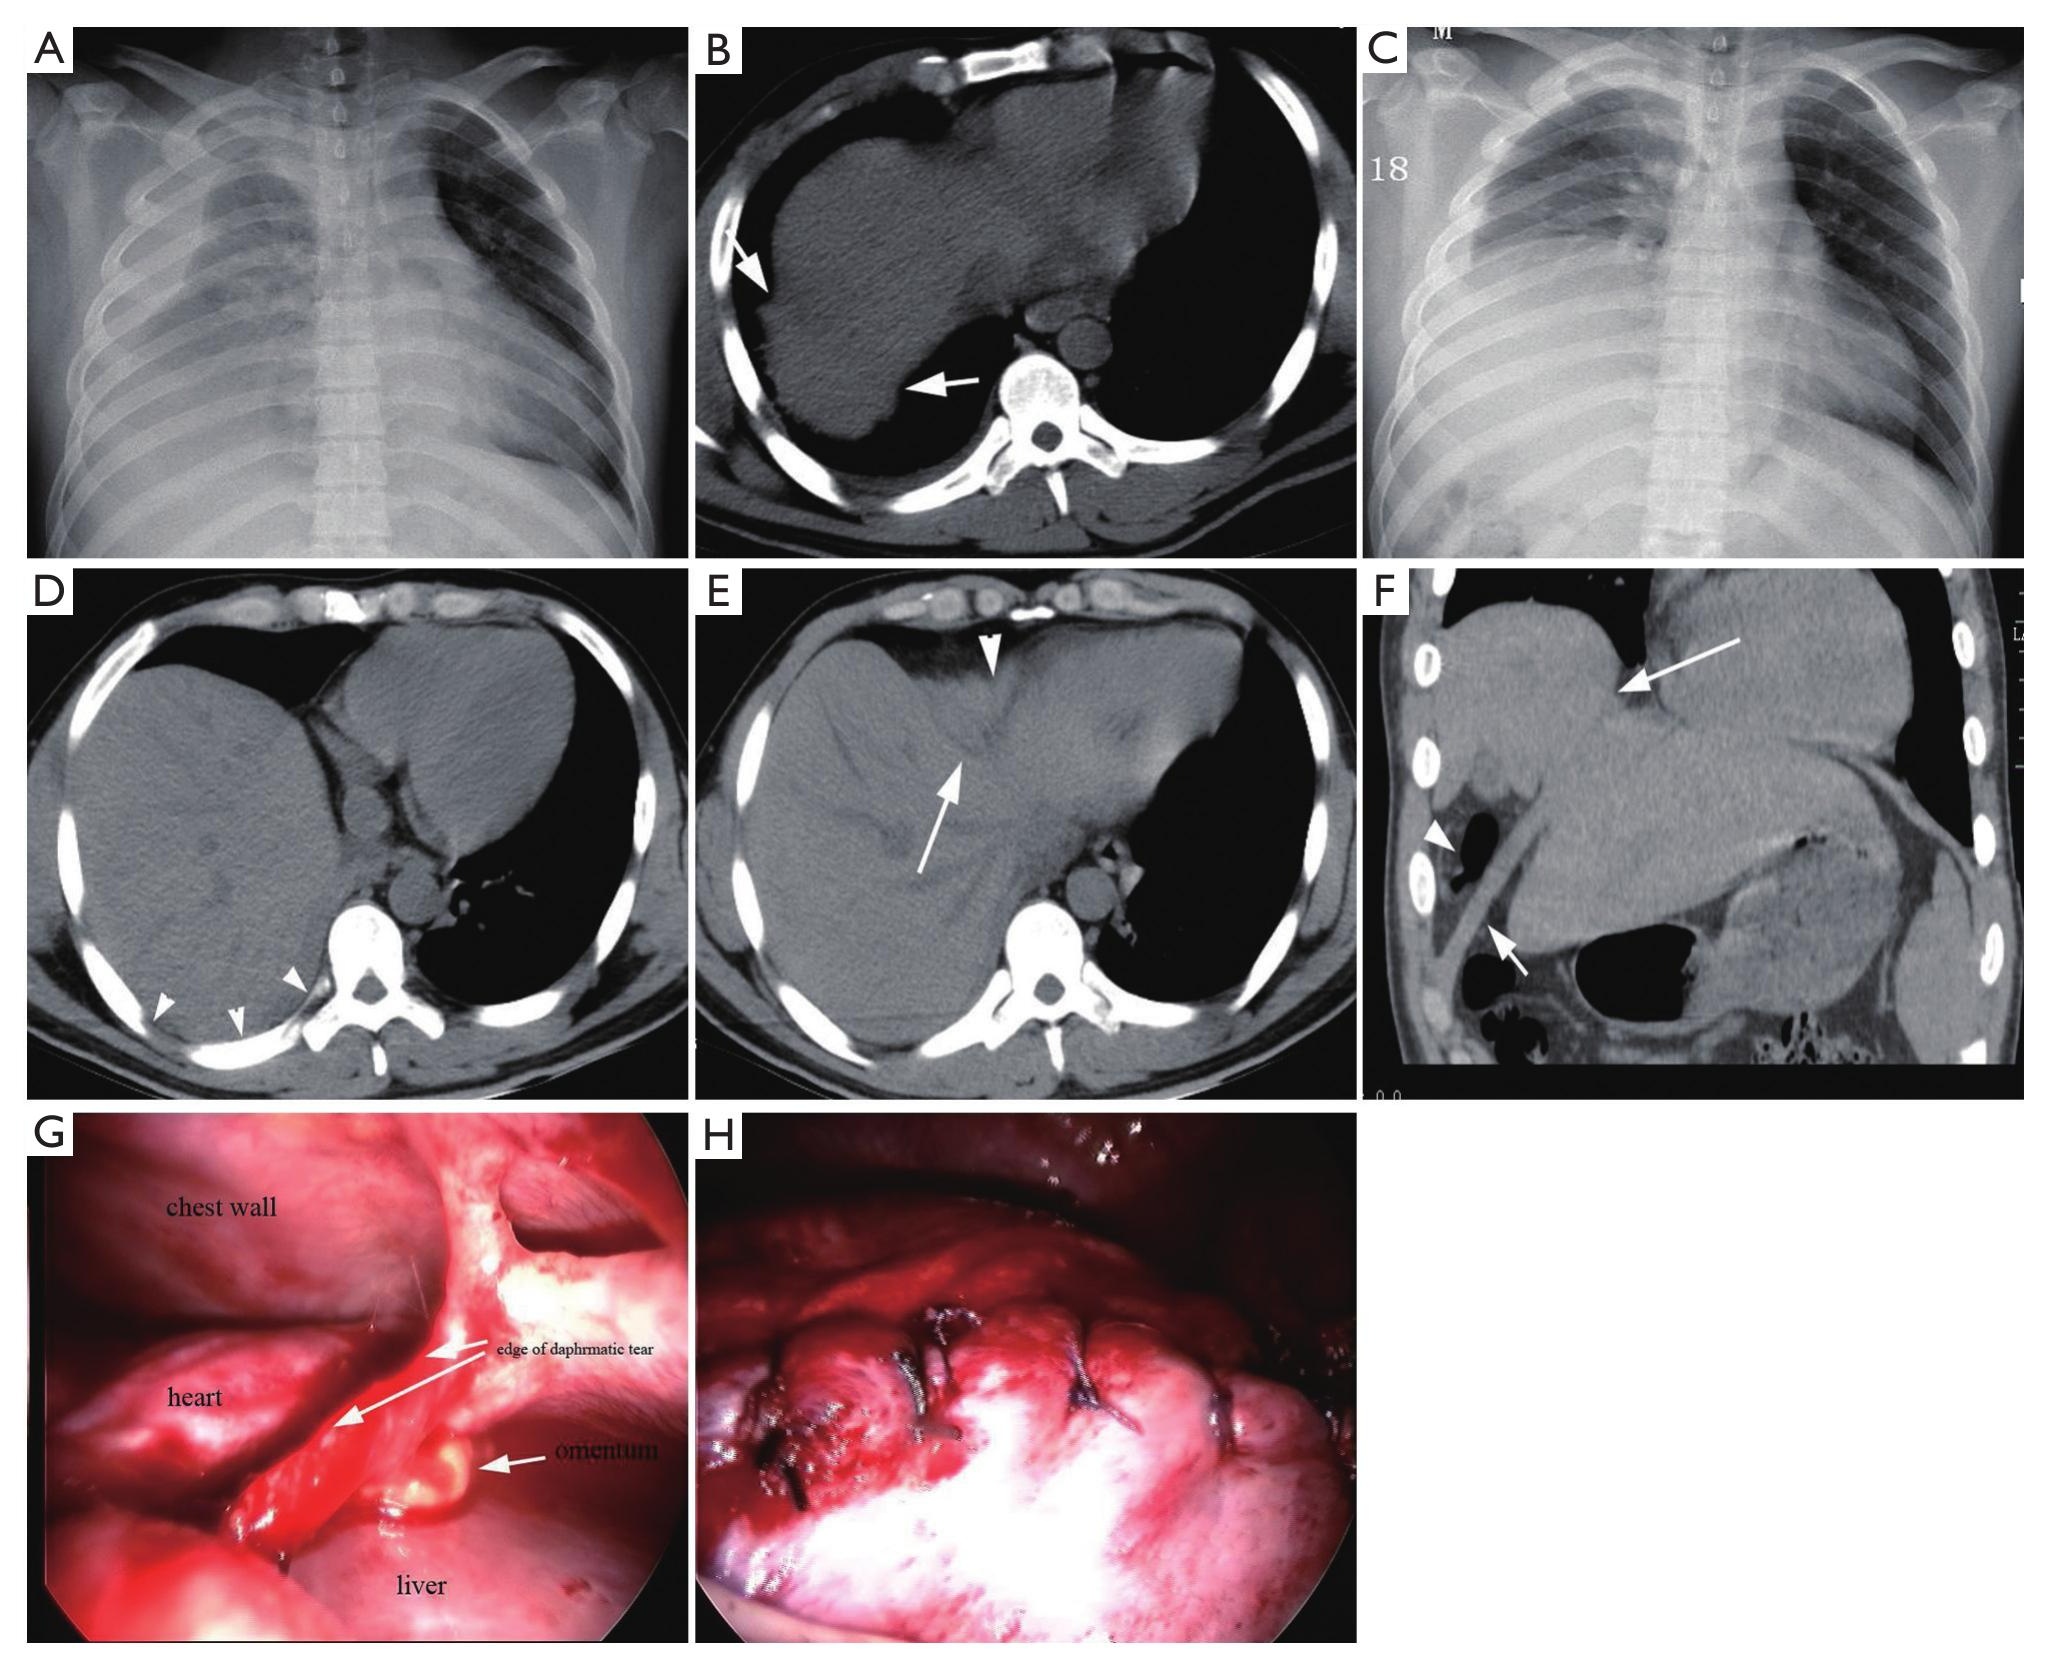 A
B
C
M
18
D
E
F
G
chest wall
edge of daphrmatic tear
heart
omentum
liver
H